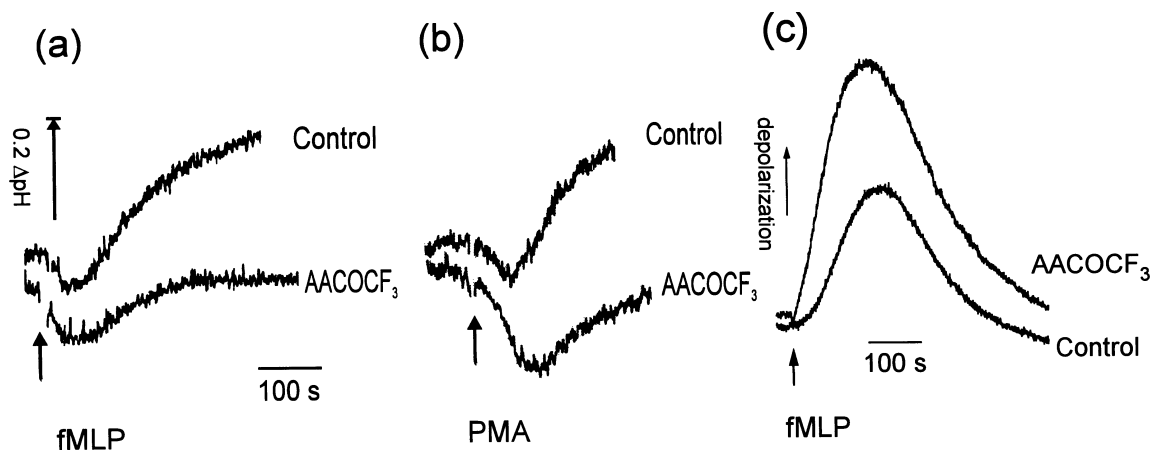 (a)
0.2 ΔpH
Control
AACOCF3
100 s
fMLP
(b)
Control
AACOCF3
PMA
(c)
depolarization
AACOCF3
Control
100 s
fMLP